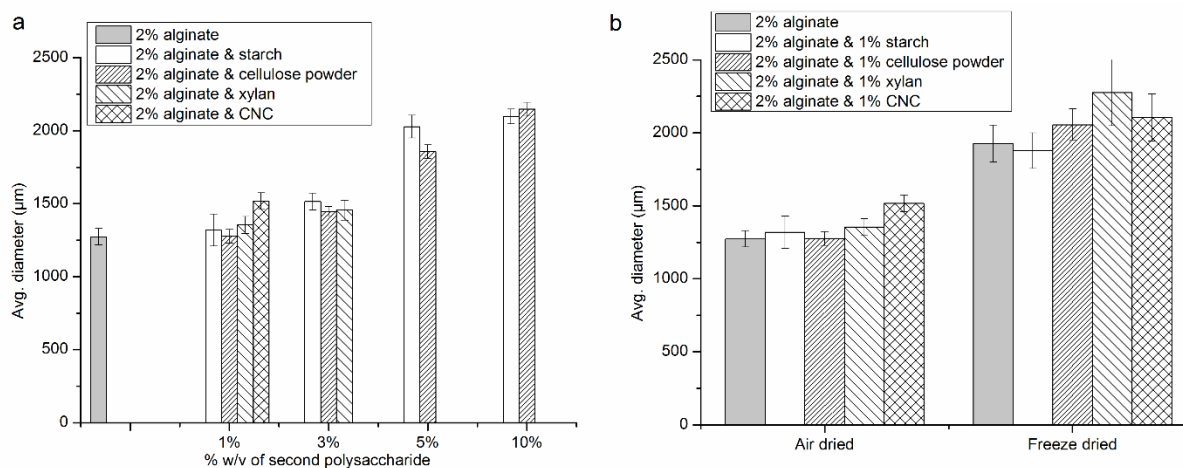 a
2% alginate
2% alginate & starch
2% alginate & cellulose powder
2% alginate & xylan
2% alginate & CNC
2500
2000
1500
1000
500
0
Avg. diameter (μm)
1%
3%
5%
10%
% w/v of second polysaccharide
b
2% alginate
2% alginate & 1% starch
2% alginate & 1% cellulose powder
2% alginate & 1% xylan
2% alginate & 1% CNC
2500
2000
1500
1000
500
0
Avg. diameter (μm)
Air dried
Freeze dried